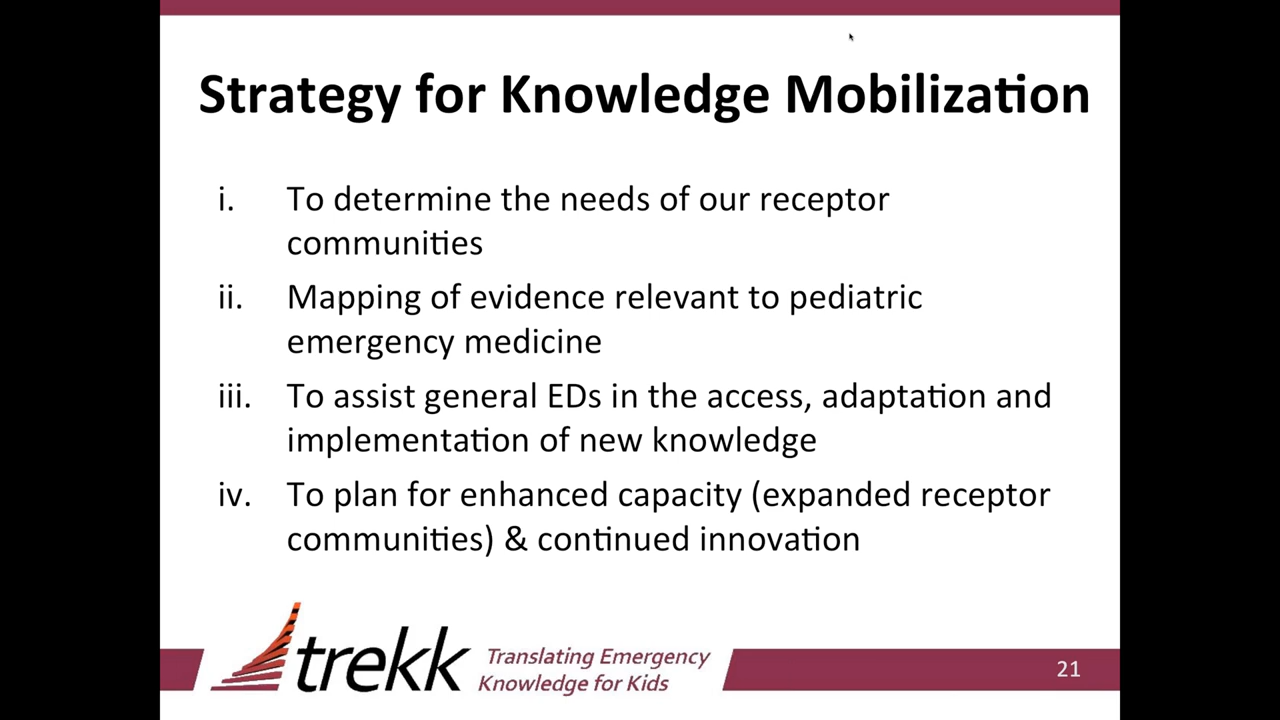 Strategy for Knowledge Mobilization
i. To determine the needs of our receptor
communities
ii. Mapping of evidence relevant to pediatric
emergency medicine
iii. To assist general EDs in the access, adaptation and
implementation of new knowledge
iv. To plan for enhanced capacity (expanded receptor
communities) & continued innovation
trekk
Translating Emergency
Knowledge for Kids
21